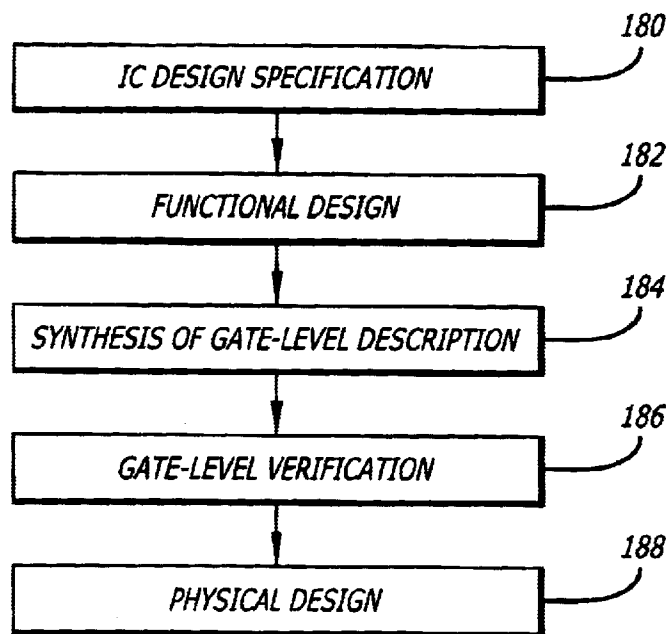 180
IC DESIGN SPECIFICATION
182
FUNCTIONAL DESIGN
184
SYNTHESIS OF GATE-LEVEL DESCRIPTION
186
GATE-LEVEL VERIFICATION
188
PHYSICAL DESIGN